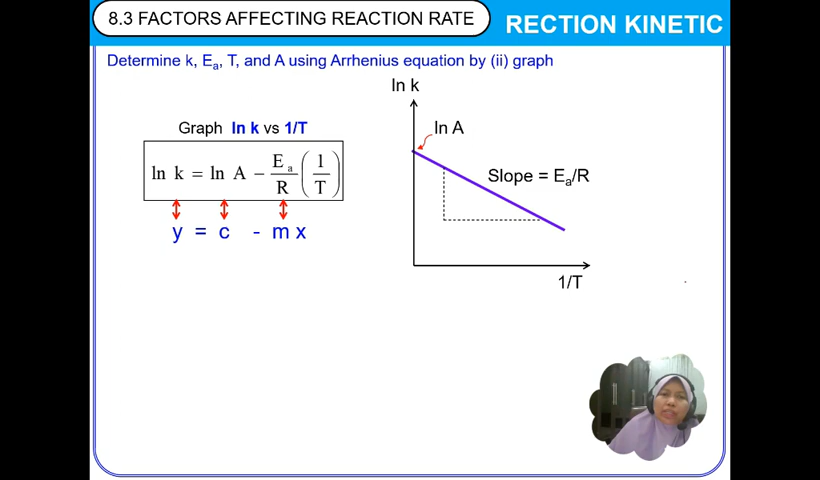 8.3 FACTORS AFFECTING REACTION RATE
RECTION KINETIC
Determine k, Eₐ, T, and A using Arrhenius equation by (ii) graph
ln k
Graph ln k vs 1/T
ln A
ln k = ln A − Eₐ/R (1/T)
Slope = Eₐ/R
y = c - m x
1/T